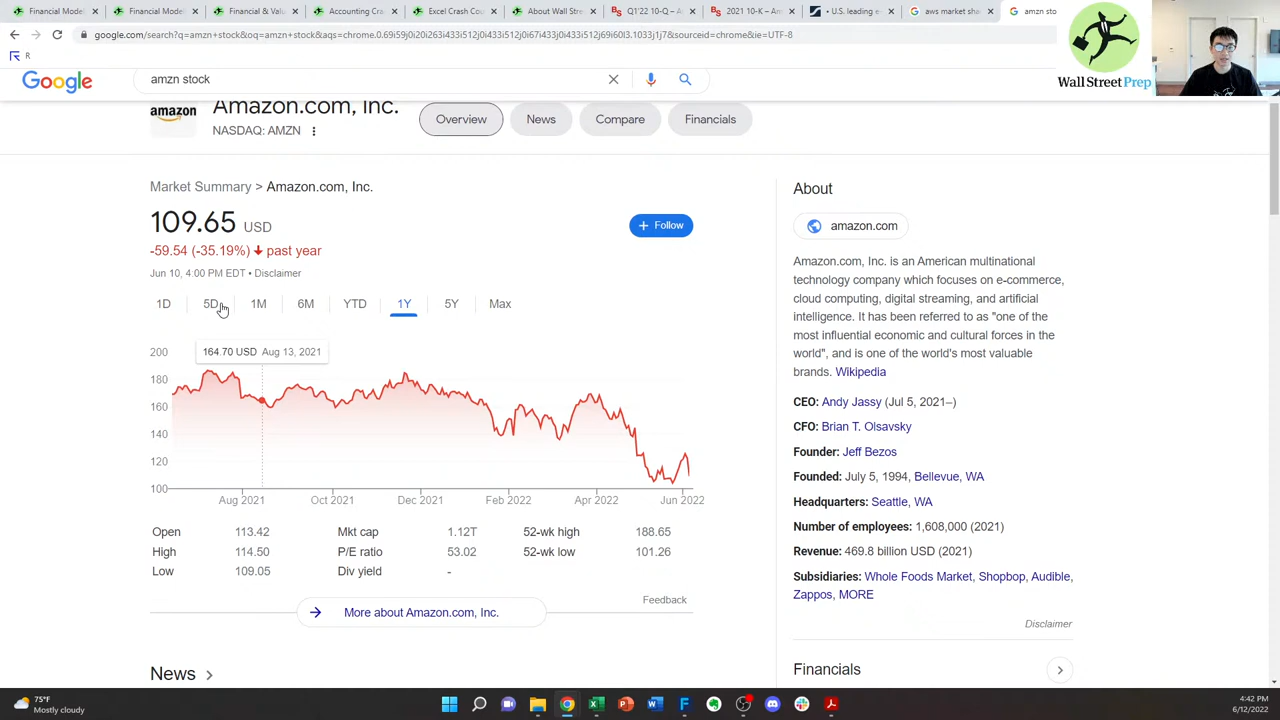 Financial Model
Financial Model
Financial & Valu
Accounting Cra
Excel Crash Cou
About Wall Stre
Q1'22 10-Q – Am
2021 10-K – Am
• U.S. leading e-
aws market sha
amzn sto
google.com/search?q=amzn+stock&oq=amzn+stock&aqs=chrome.0.69i59j0i20i263i433i512j0i433i512j0i20i263i433i512j69i60l3.1033j1j7&sourceid=chrome&ie=UTF-8
R
Wall Street Prep
Google
amzn stock
amazon
Amazon.com, Inc.
NASDAQ: AMZN
Overview
News
Compare
Financials
Market Summary > Amazon.com, Inc.
109.65 USD
+ Follow
-59.54 (-35.19%) past year
Jun 10, 4:00 PM EDT • Disclaimer
1D 5D 1M 6M YTD 1Y 5Y Max
164.70 USD Aug 13, 2021
200
180
160
140
120
100
Aug 2021 Oct 2021 Dec 2021 Feb 2022 Apr 2022 Jun 2022
Open 113.42 Mkt cap 1.12T 52-wk high 188.65
High 114.50 P/E ratio 53.02 52-wk low 101.26
Low 109.05 Div yield -
Feedback
More about Amazon.com, Inc.
News
About
amazon.com
Amazon.com, Inc. is an American multinational
technology company which focuses on e-commerce,
cloud computing, digital streaming, and artificial
intelligence. It has been referred to as "one of the
most influential economic and cultural forces in the
world", and is one of the world's most valuable
brands. Wikipedia
CEO: Andy Jassy (Jul 5, 2021–)
CFO: Brian T. Olsavsky
Founder: Jeff Bezos
Founded: July 5, 1994, Bellevue, WA
Headquarters: Seattle, WA
Number of employees: 1,608,000 (2021)
Revenue: 469.8 billion USD (2021)
Subsidiaries: Whole Foods Market, Shopbop, Audible,
Zappos, MORE
Disclaimer
Financials
75°F
Mostly cloudy
4:42 PM
6/12/2022